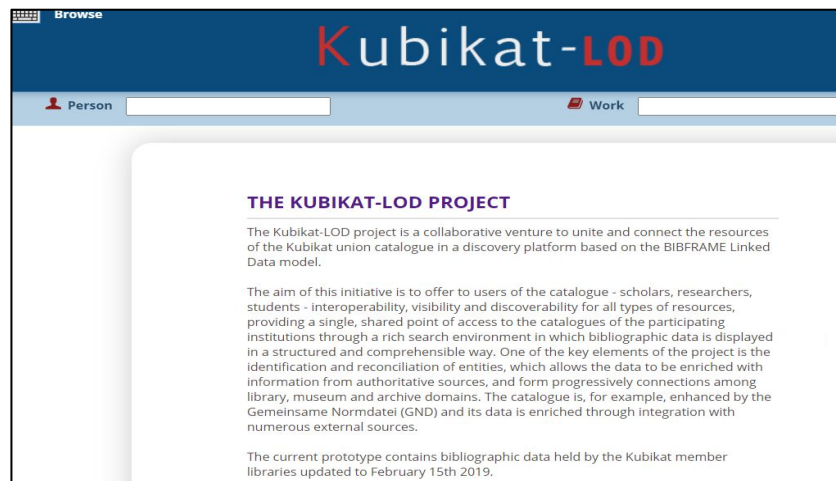 Browse
Kubikat-LOD
Person
Work
THE KUBIKAT-LOD PROJECT
The Kubikat-LOD project is a collaborative venture to unite and connect the resources
of the Kubikat union catalogue in a discovery platform based on the BIBFRAME Linked
Data model.
The aim of this initiative is to offer to users of the catalogue - scholars, researchers,
students - interoperability, visibility and discoverability for all types of resources,
providing a single, shared point of access to the catalogues of the participating
institutions through a rich search environment in which bibliographic data is displayed
in a structured and comprehensible way. One of the key elements of the project is the
identification and reconciliation of entities, which allows the data to be enriched with
information from authoritative sources, and form progressively connections among
library, museum and archive domains. The catalogue is, for example, enhanced by the
Gemeinsame Normdatei (GND) and its data is enriched through integration with
numerous external sources.
The current prototype contains bibliographic data held by the Kubikat member
libraries updated to February 15th 2019.